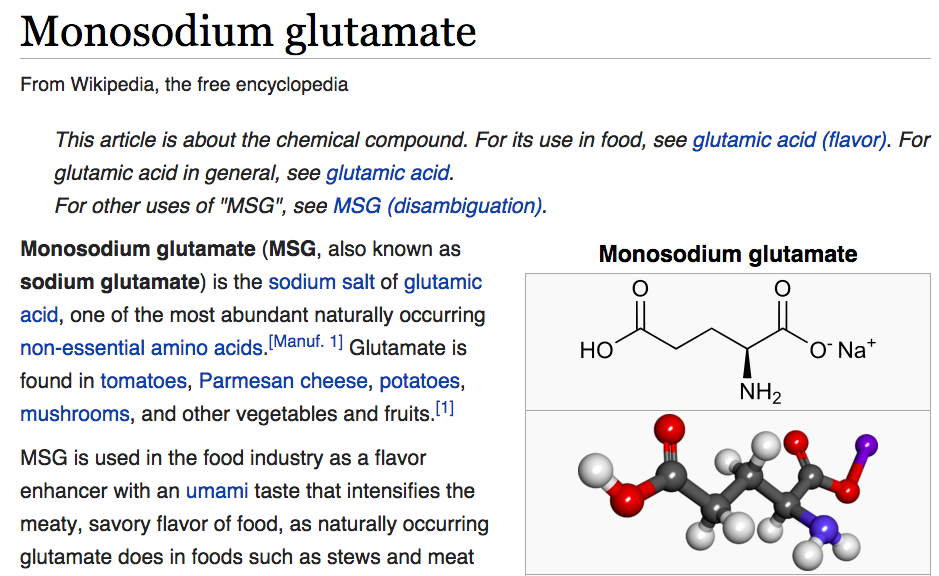 Monosodium glutamate
From Wikipedia, the free encyclopedia
This article is about the chemical compound. For its use in food, see glutamic acid (flavor). For
glutamic acid in general, see glutamic acid.
For other uses of "MSG", see MSG (disambiguation).
Monosodium glutamate (MSG, also known as
sodium glutamate) is the sodium salt of glutamic
acid, one of the most abundant naturally occurring
non-essential amino acids.[Manuf. 1] Glutamate is
found in tomatoes, Parmesan cheese, potatoes,
mushrooms, and other vegetables and fruits.[1]
MSG is used in the food industry as a flavor
enhancer with an umami taste that intensifies the
meaty, savory flavor of food, as naturally occurring
glutamate does in foods such as stews and meat
Monosodium glutamate
O O
HO O⁻ Na⁺
NH₂